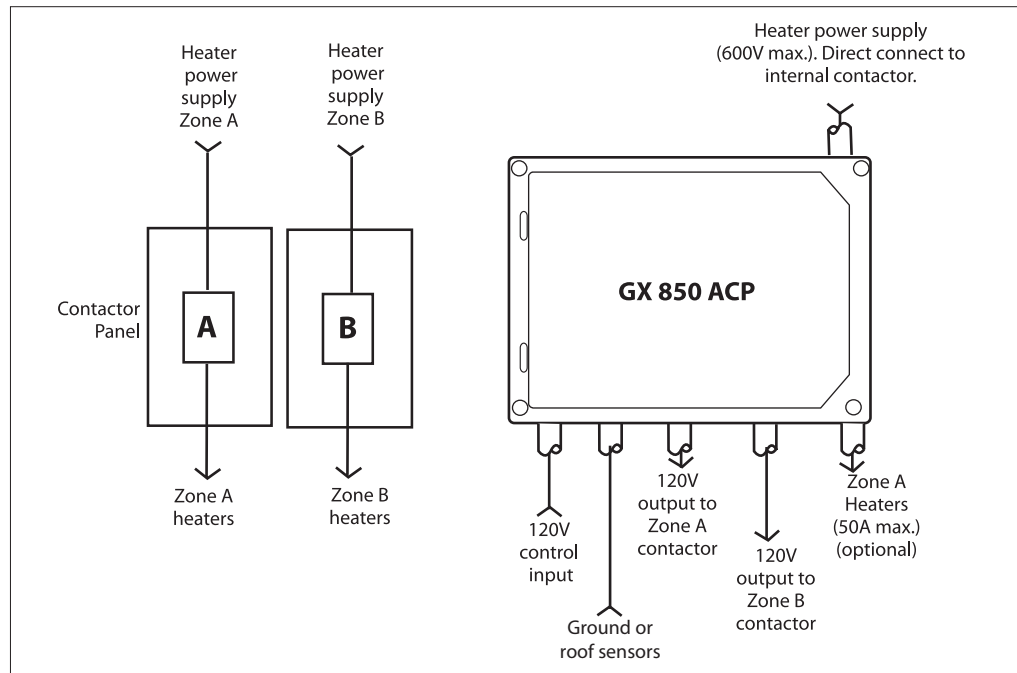 Heater
power
supply
Zone A
Heater
power
supply
Zone B
Heater power supply
(600V max.). Direct connect to
internal contactor.
Contactor
Panel
A
B
GX 850 ACP
Zone A
heaters
Zone B
heaters
120V
control
input
Ground or
roof sensors
120V
output to
Zone A
contactor
120V
output to
Zone B
contactor
Zone A
Heaters
(50A max.)
(optional)